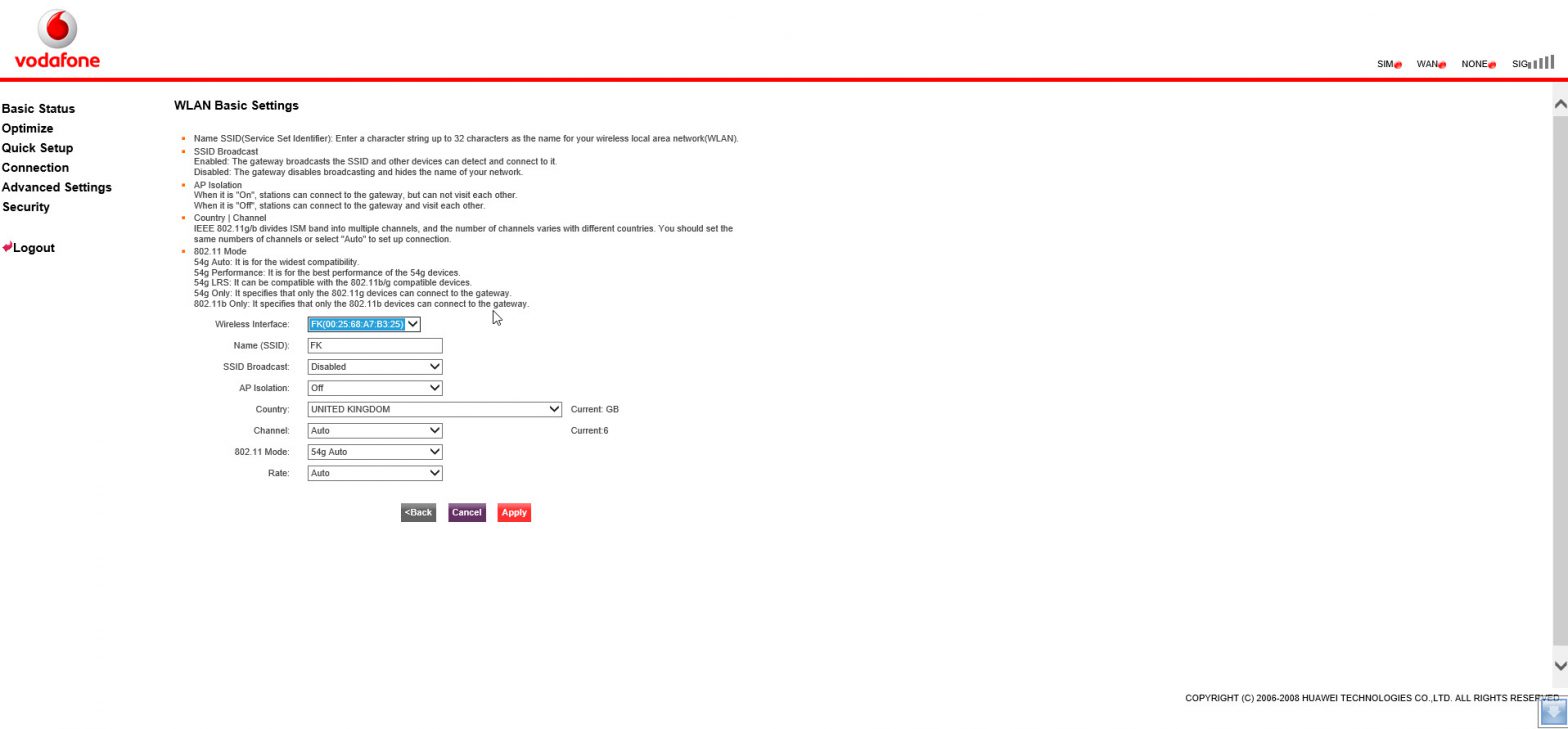 vodafone
SIM WAN NONE SIG
Basic Status
Optimize
Quick Setup
Connection
Advanced Settings
Security
Logout
WLAN Basic Settings
Name SSID(Service Set Identifier): Enter a character string up to 32 characters as the name for your wireless local area network(WLAN).
SSID Broadcast
Enabled: The gateway broadcasts the SSID and other devices can detect and connect to it.
Disabled: The gateway disables broadcasting and hides the name of your network.
AP Isolation
When it is "On", stations can connect to the gateway, but can not visit each other.
When it is "Off", stations can connect to the gateway and visit each other.
Country | Channel
IEEE 802.11g/b divides ISM band into multiple channels, and the number of channels varies with different countries. You should set the
same numbers of channels or select "Auto" to set up connection.
802.11 Mode
54g Auto: It is for the widest compatibility.
54g Performance: It is for the best performance of the 54g devices.
54g LRS: It can be compatible with the 802.11b/g compatible devices.
54g Only: It specifies that only the 802.11g devices can connect to the gateway.
802.11b Only: It specifies that only the 802.11b devices can connect to the gateway.
Wireless Interface: FK(00:25:68:A7:B3:25)
Name (SSID): FK
SSID Broadcast: Disabled
AP Isolation: Off
Country: UNITED KINGDOM Current: GB
Channel: Auto Current:6
802.11 Mode: 54g Auto
Rate: Auto
<Back Cancel Apply
COPYRIGHT (C) 2006-2008 HUAWEI TECHNOLOGIES CO.,LTD. ALL RIGHTS RESERVED